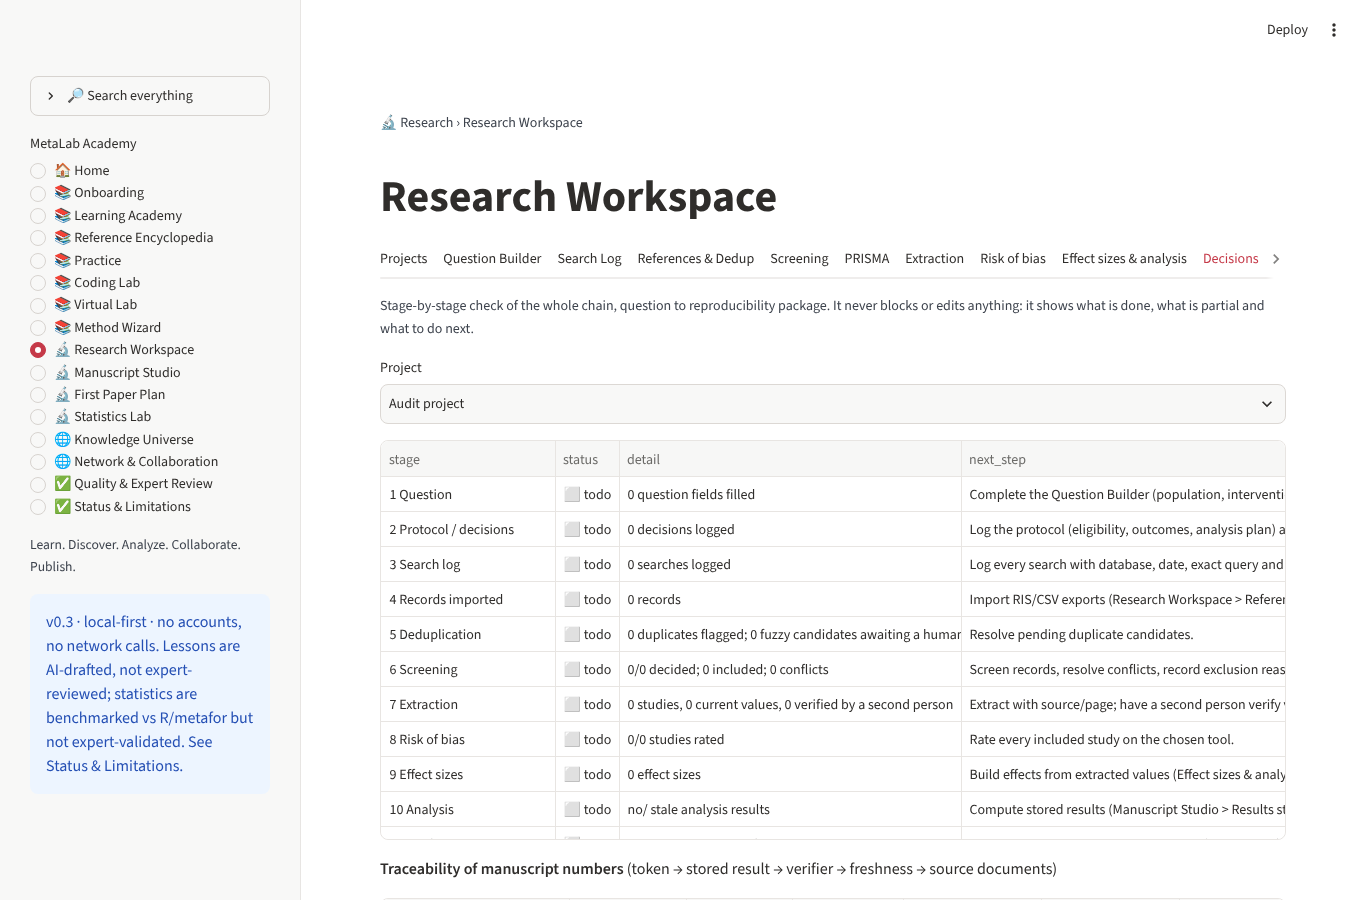 Deploy
🔎 Search everything
MetaLab Academy
🏠 Home
📚 Onboarding
📚 Learning Academy
📚 Reference Encyclopedia
📚 Practice
📚 Coding Lab
📚 Virtual Lab
📚 Method Wizard
🔬 Research Workspace
🔬 Manuscript Studio
🔬 First Paper Plan
🔬 Statistics Lab
🌐 Knowledge Universe
🌐 Network & Collaboration
✅ Quality & Expert Review
✅ Status & Limitations
Learn. Discover. Analyze. Collaborate.
Publish.
v0.3 · local-first · no accounts,
no network calls. Lessons are
AI-drafted, not expert-
reviewed; statistics are
benchmarked vs R/metafor but
not expert-validated. See
Status & Limitations.
🔬 Research › Research Workspace
Research Workspace
Projects Question Builder Search Log References & Dedup Screening PRISMA Extraction Risk of bias Effect sizes & analysis Decisions
Stage-by-stage check of the whole chain, question to reproducibility package. It never blocks or edits anything: it shows what is done, what is partial and
what to do next.
Project
Audit project
stage status detail next_step
1 Question ⬜ todo 0 question fields filled Complete the Question Builder (population, interventi
2 Protocol / decisions ⬜ todo 0 decisions logged Log the protocol (eligibility, outcomes, analysis plan) a
3 Search log ⬜ todo 0 searches logged Log every search with database, date, exact query and
4 Records imported ⬜ todo 0 records Import RIS/CSV exports (Research Workspace > Refere
5 Deduplication ⬜ todo 0 duplicates flagged; 0 fuzzy candidates awaiting a human Resolve pending duplicate candidates.
6 Screening ⬜ todo 0/0 decided; 0 included; 0 conflicts Screen records, resolve conflicts, record exclusion reas
7 Extraction ⬜ todo 0 studies, 0 current values, 0 verified by a second person Extract with source/page; have a second person verify
8 Risk of bias ⬜ todo 0/0 studies rated Rate every included study on the chosen tool.
9 Effect sizes ⬜ todo 0 effect sizes Build effects from extracted values (Effect sizes & analy
10 Analysis ⬜ todo no/ stale analysis results Compute stored results (Manuscript Studio > Results st
Traceability of manuscript numbers (token → stored result → verifier → freshness → source documents)